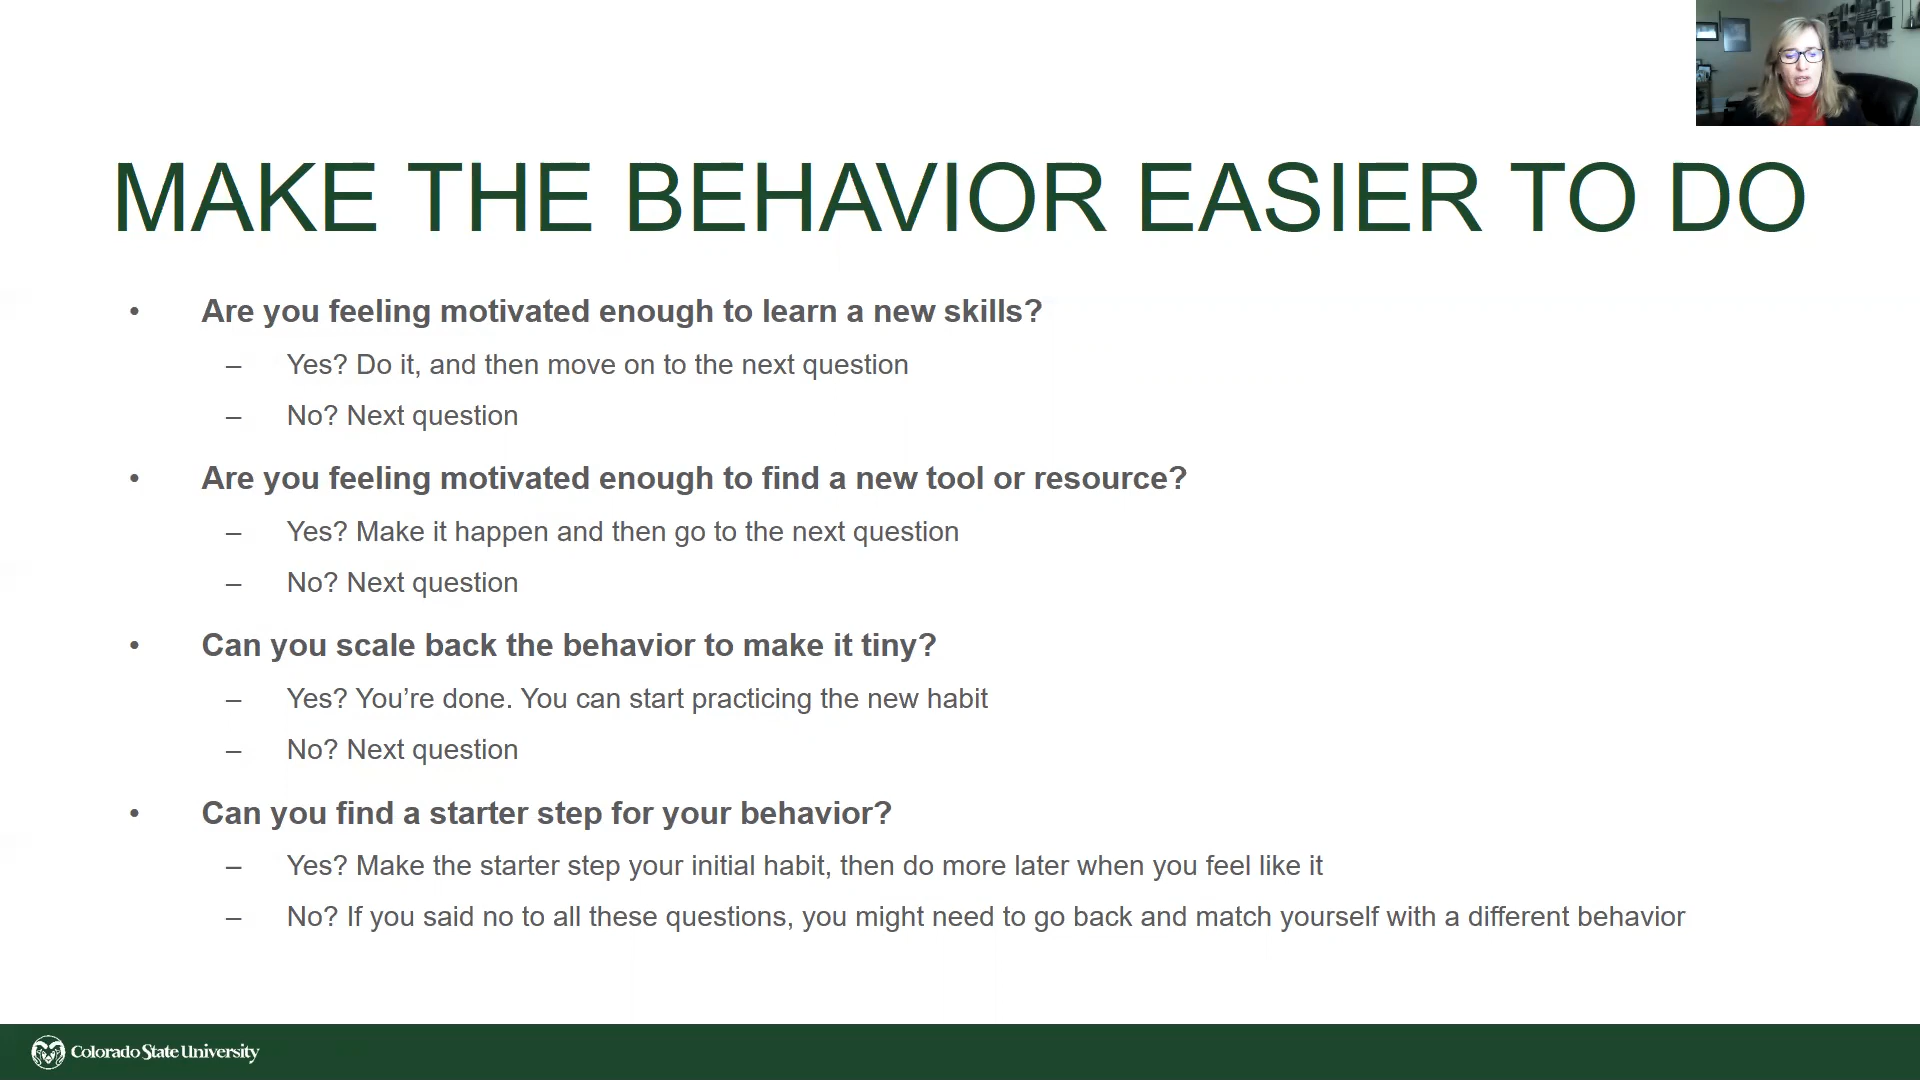 MAKE THE BEHAVIOR EASIER TO DO
• Are you feeling motivated enough to learn a new skills?
– Yes? Do it, and then move on to the next question
– No? Next question
• Are you feeling motivated enough to find a new tool or resource?
– Yes? Make it happen and then go to the next question
– No? Next question
• Can you scale back the behavior to make it tiny?
– Yes? You’re done. You can start practicing the new habit
– No? Next question
• Can you find a starter step for your behavior?
– Yes? Make the starter step your initial habit, then do more later when you feel like it
– No? If you said no to all these questions, you might need to go back and match yourself with a different behavior
Colorado State University